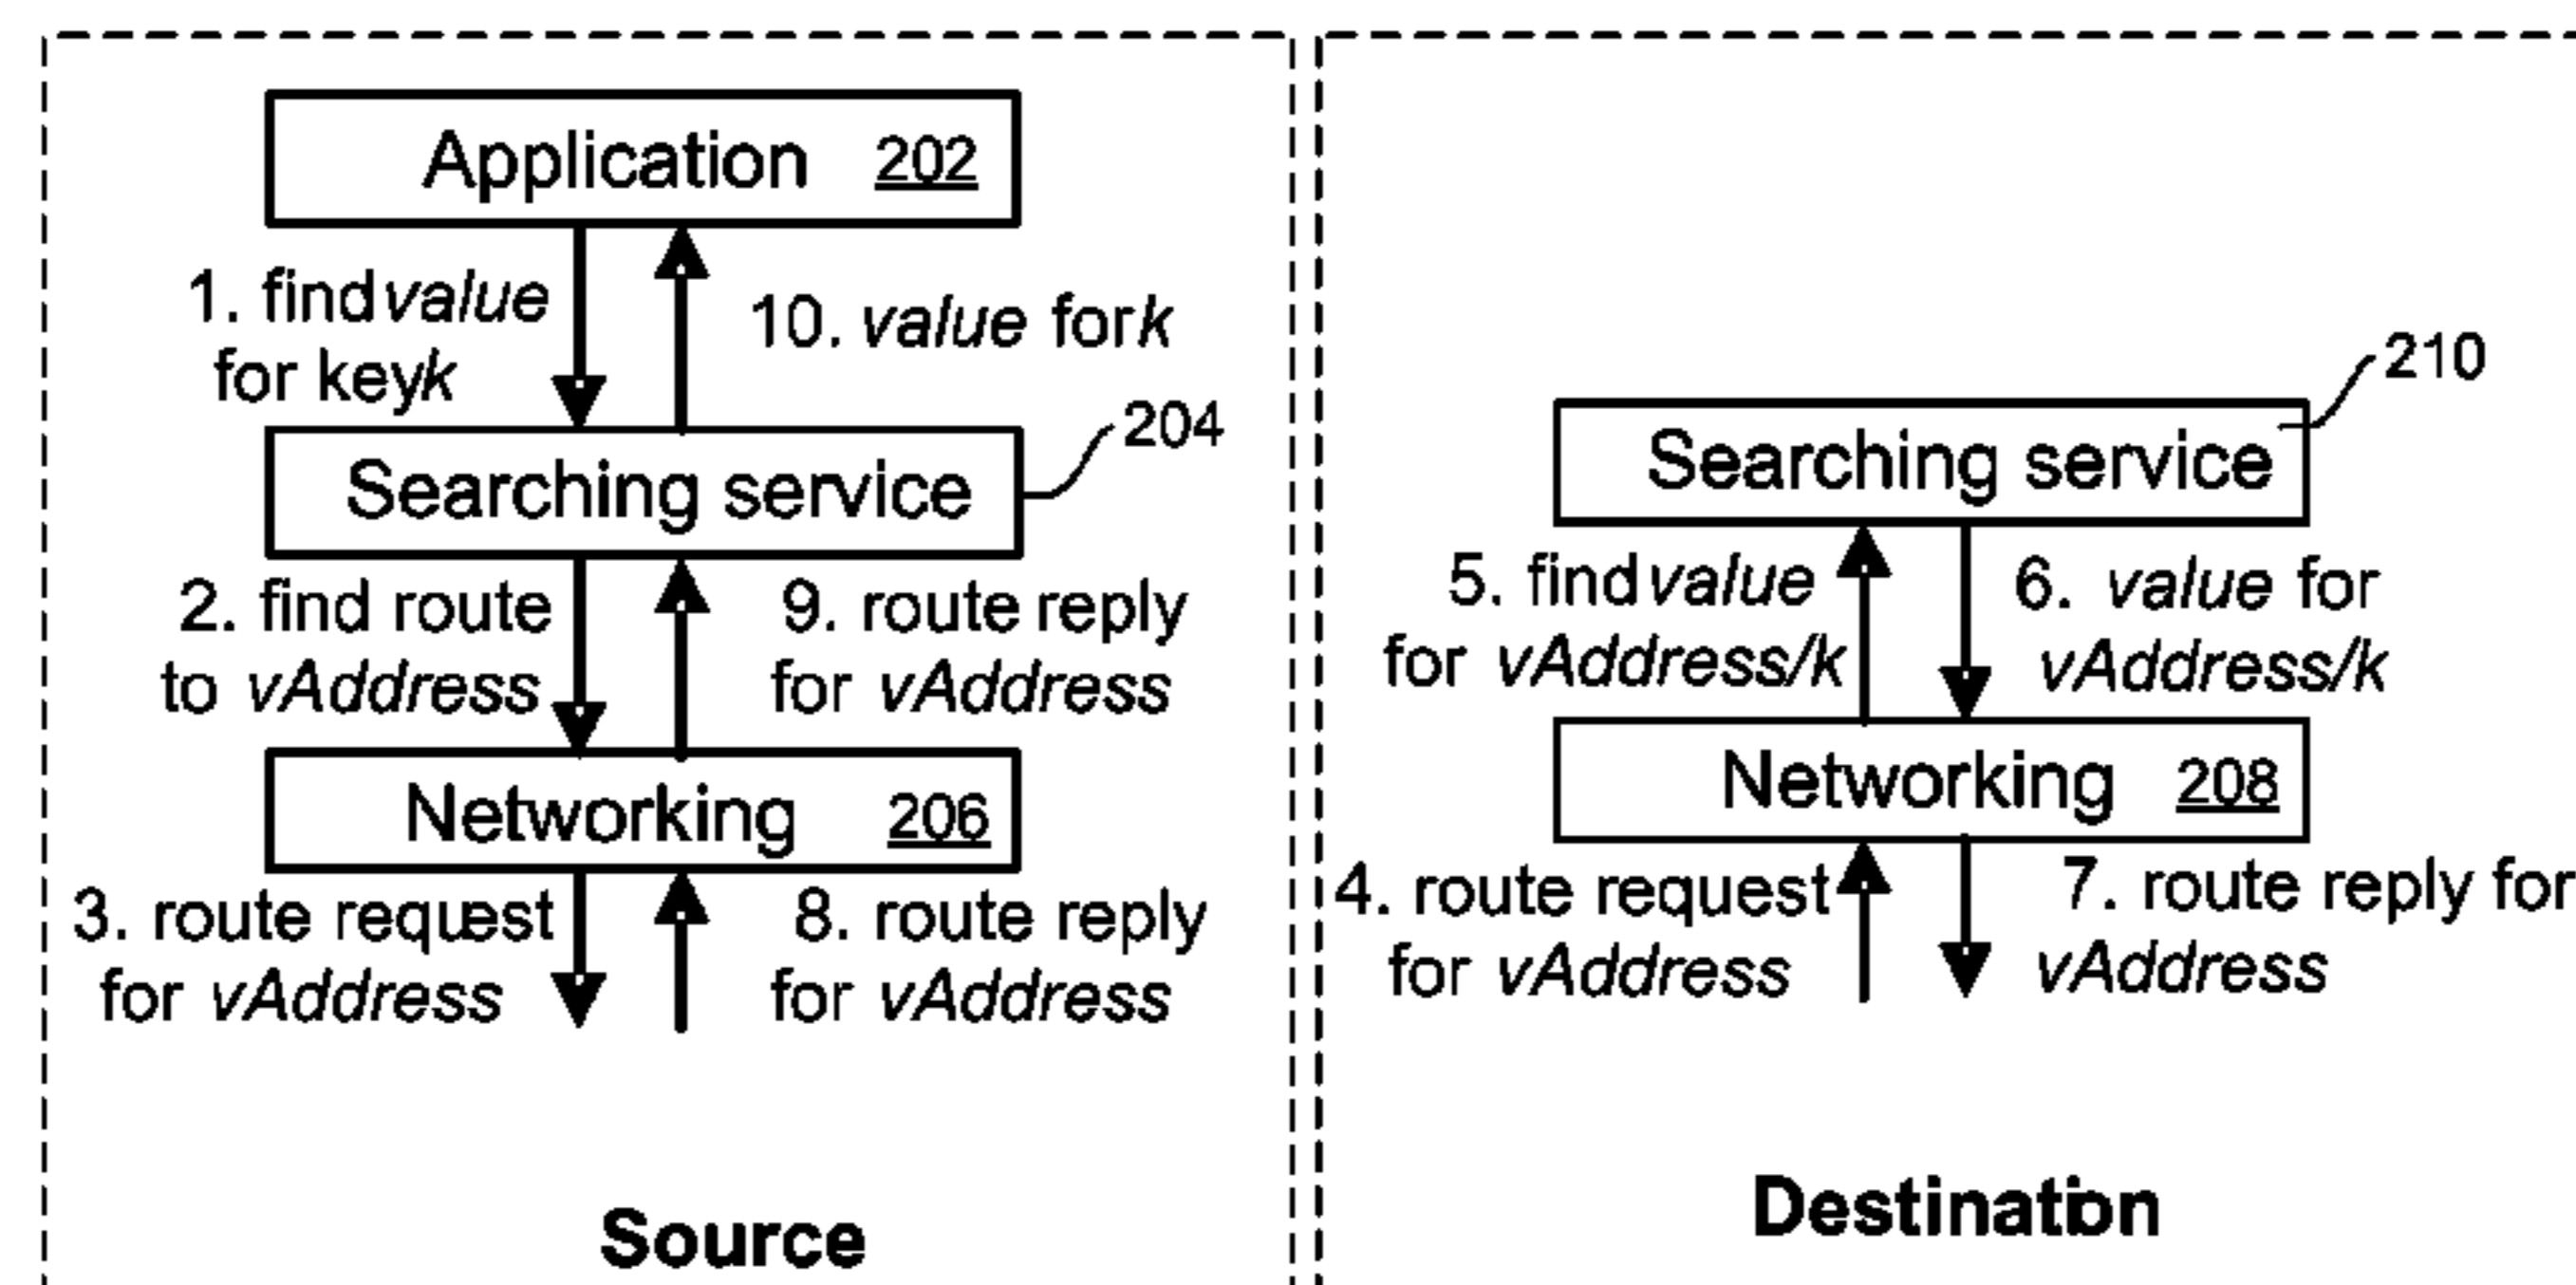 Application 202
1. find value
for key k
10. value for k
Searching service
204
2. find route
to vAddress
9. route reply
for vAddress
Networking 206
3. route request
for vAddress
8. route reply
for vAddress
Source
210
Searching service
5. find value
for vAddress/k
6. value for
vAddress/k
Networking 208
4. route request
for vAddress
7. route reply for
vAddress
Destination